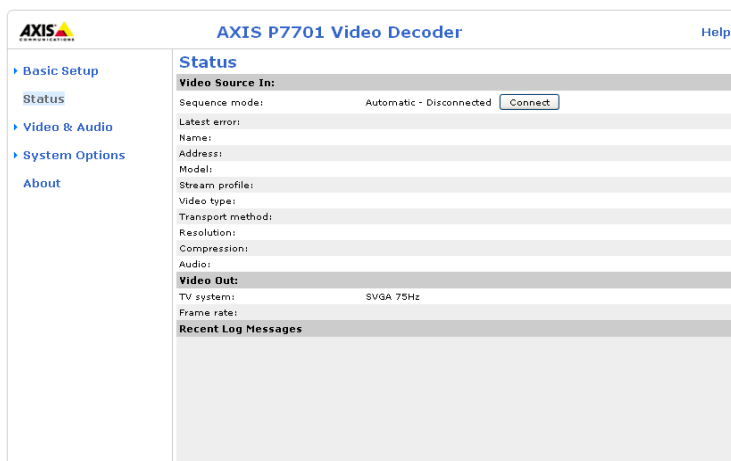 AXIS
COMMUNICATIONS
AXIS P7701 Video Decoder
Help
Basic Setup
Status
Video & Audio
System Options
About
Status
Video Source In:
Sequence mode: Automatic - Disconnected Connect
Latest error:
Name:
Address:
Model:
Stream profile:
Video type:
Transport method:
Resolution:
Compression:
Audio:
Video Out:
TV system: SVGA 75Hz
Frame rate:
Recent Log Messages